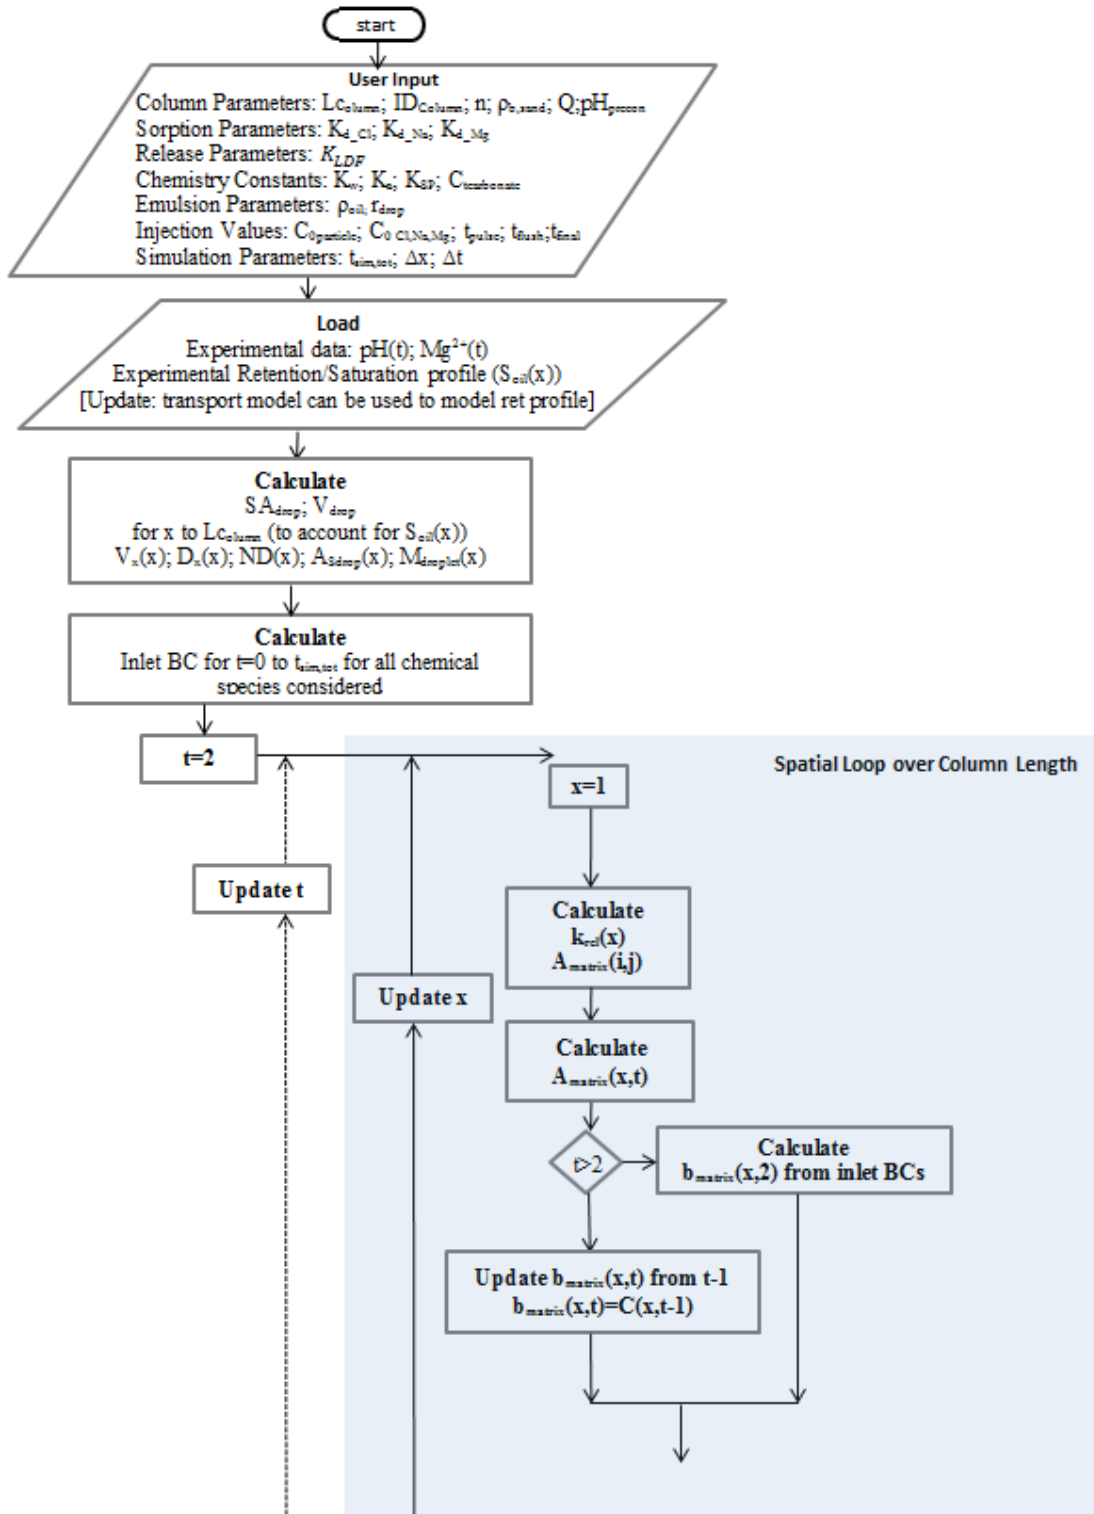 start
User Input
Column Parameters: Lc_column; ID_Column; n; ρ_b,sand; Q;pH_precon
Sorption Parameters: K_d_Cl; K_d_Na; K_d_Mg
Release Parameters: K_LDF
Chemistry Constants: K_w; K_a; K_SP; C_tcarbonate
Emulsion Parameters: ρ_oil; r_drop
Injection Values: C_0particle; C_0 Cl,Na,Mg; t_pulse; t_flush;t_final
Simulation Parameters: t_sim,tot; Δx; Δt
Load
Experimental data: pH(t); Mg²⁺(t)
Experimental Retention/Saturation profile (S_oil(x))
[Update: transport model can be used to model ret profile]
Calculate
SA_drop; V_drop
for x to Lc_olumn (to account for S_oil(x))
V_x(x); D_x(x); ND(x); A_Sdrop(x); M_droplet(x)
Calculate
Inlet BC for t=0 to t_sim,tot for all chemical
species considered
t=2
Spatial Loop over Column Length
x=1
Update t
Calculate
k_rel(x)
A_matrix(i,j)
Update x
Calculate
A_matrix(x,t)
t>2
Calculate
b_matrix(x,2) from inlet BCs
Update b_matrix(x,t) from t-1
b_matrix(x,t)=C(x,t-1)